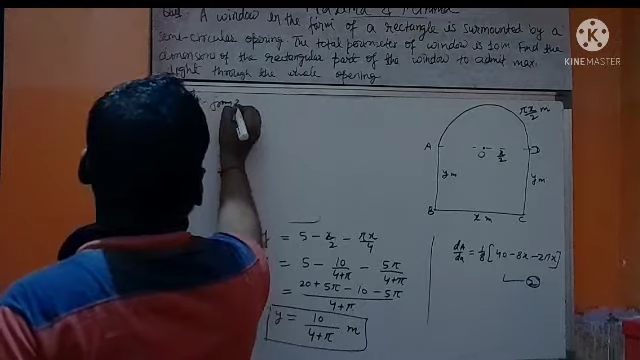 Maxima & Minima
Ques: A window in the form of a rectangle is surmounted by a
semi-circular opening. The total perimeter of window is 10m. Find the
dimension of the rectangular part of the window to admit max.
light through the whole opening.
KINEMASTER
πx/2 m
A
O
x/2
D
y m
y m
B
x m
C
= 5 - x/2 - πx/4
= 5 - 10/4+π - 5π/4+π
= 20 + 5π - 10 - 5π/4+π
y = 10/4+π m
dA/dx = 1/8 [40 - 8x - 2πx]
2